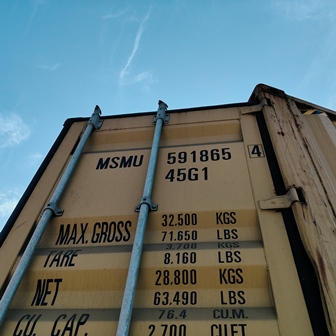 MSMU 591865 4
45G1
MAX. GROSS 32.500 KGS
71.650 LBS
TARE 3.700 KGS
8.160 LBS
NET 28.800 KGS
63.490 LBS
CU. CAP. 76.4 CU.M.
2.700 CU.FT.